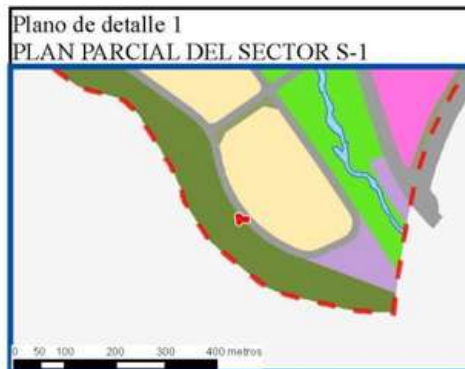 Plano de detalle 1
PLAN PARCIAL DEL SECTOR S-1
0 50 100 200 300 400 metros